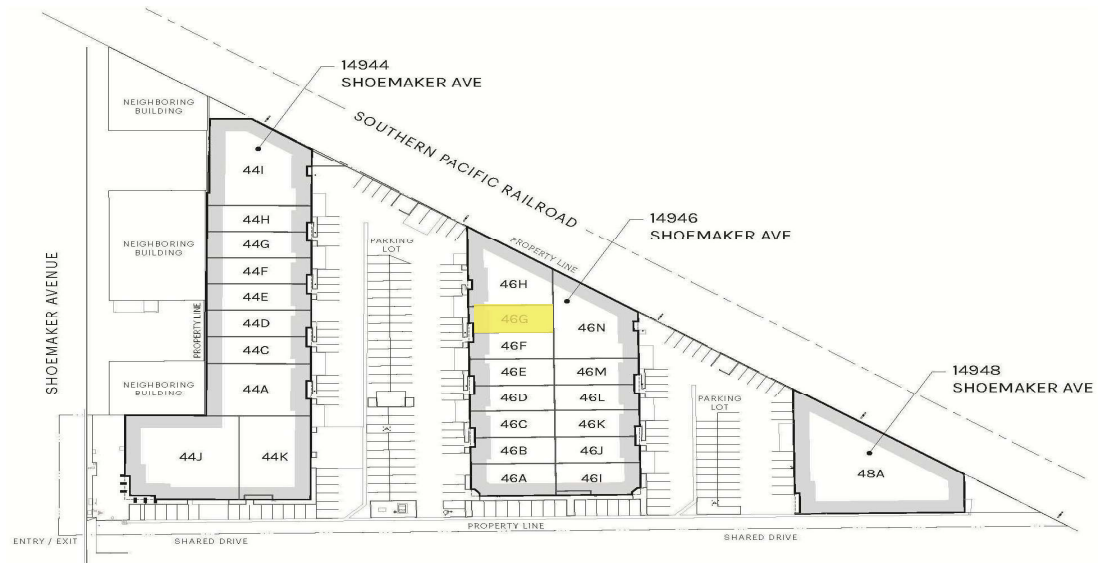 14944
SHOEMAKER AVE
NEIGHBORING
BUILDING
SOUTHERN PACIFIC RAILROAD
44I
14946
SHOEMAKER AVE
44H
44G
44F
44E
44D
44C
44A
44J
44K
NEIGHBORING
BUILDING
PARKING
LOT
PROPERTY LINE
SHOEMAKER AVENUE
PROPERTY LINE
46H
46G
46N
46F
46E
46M
46D
46L
46C
46K
46B
46J
46A
46I
NEIGHBORING
BUILDING
PARKING
LOT
14948
SHOEMAKER AVE
48A
PROPERTY LINE
ENTRY / EXIT
SHARED DRIVE
SHARED DRIVE